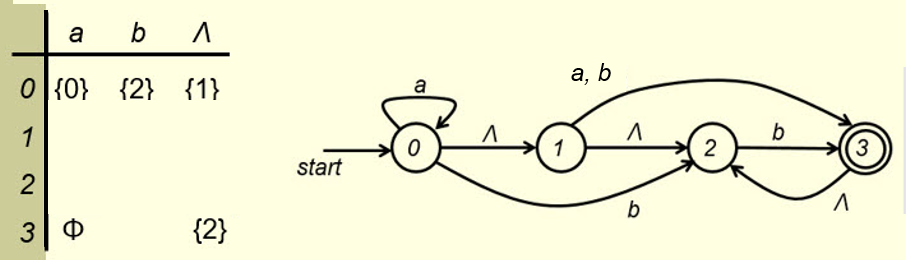 a b Λ
0 {0} {2} {1}
1
2
3 Φ {2}
a, b
a
0 Λ 1 Λ 2 b 3
start
b
Λ